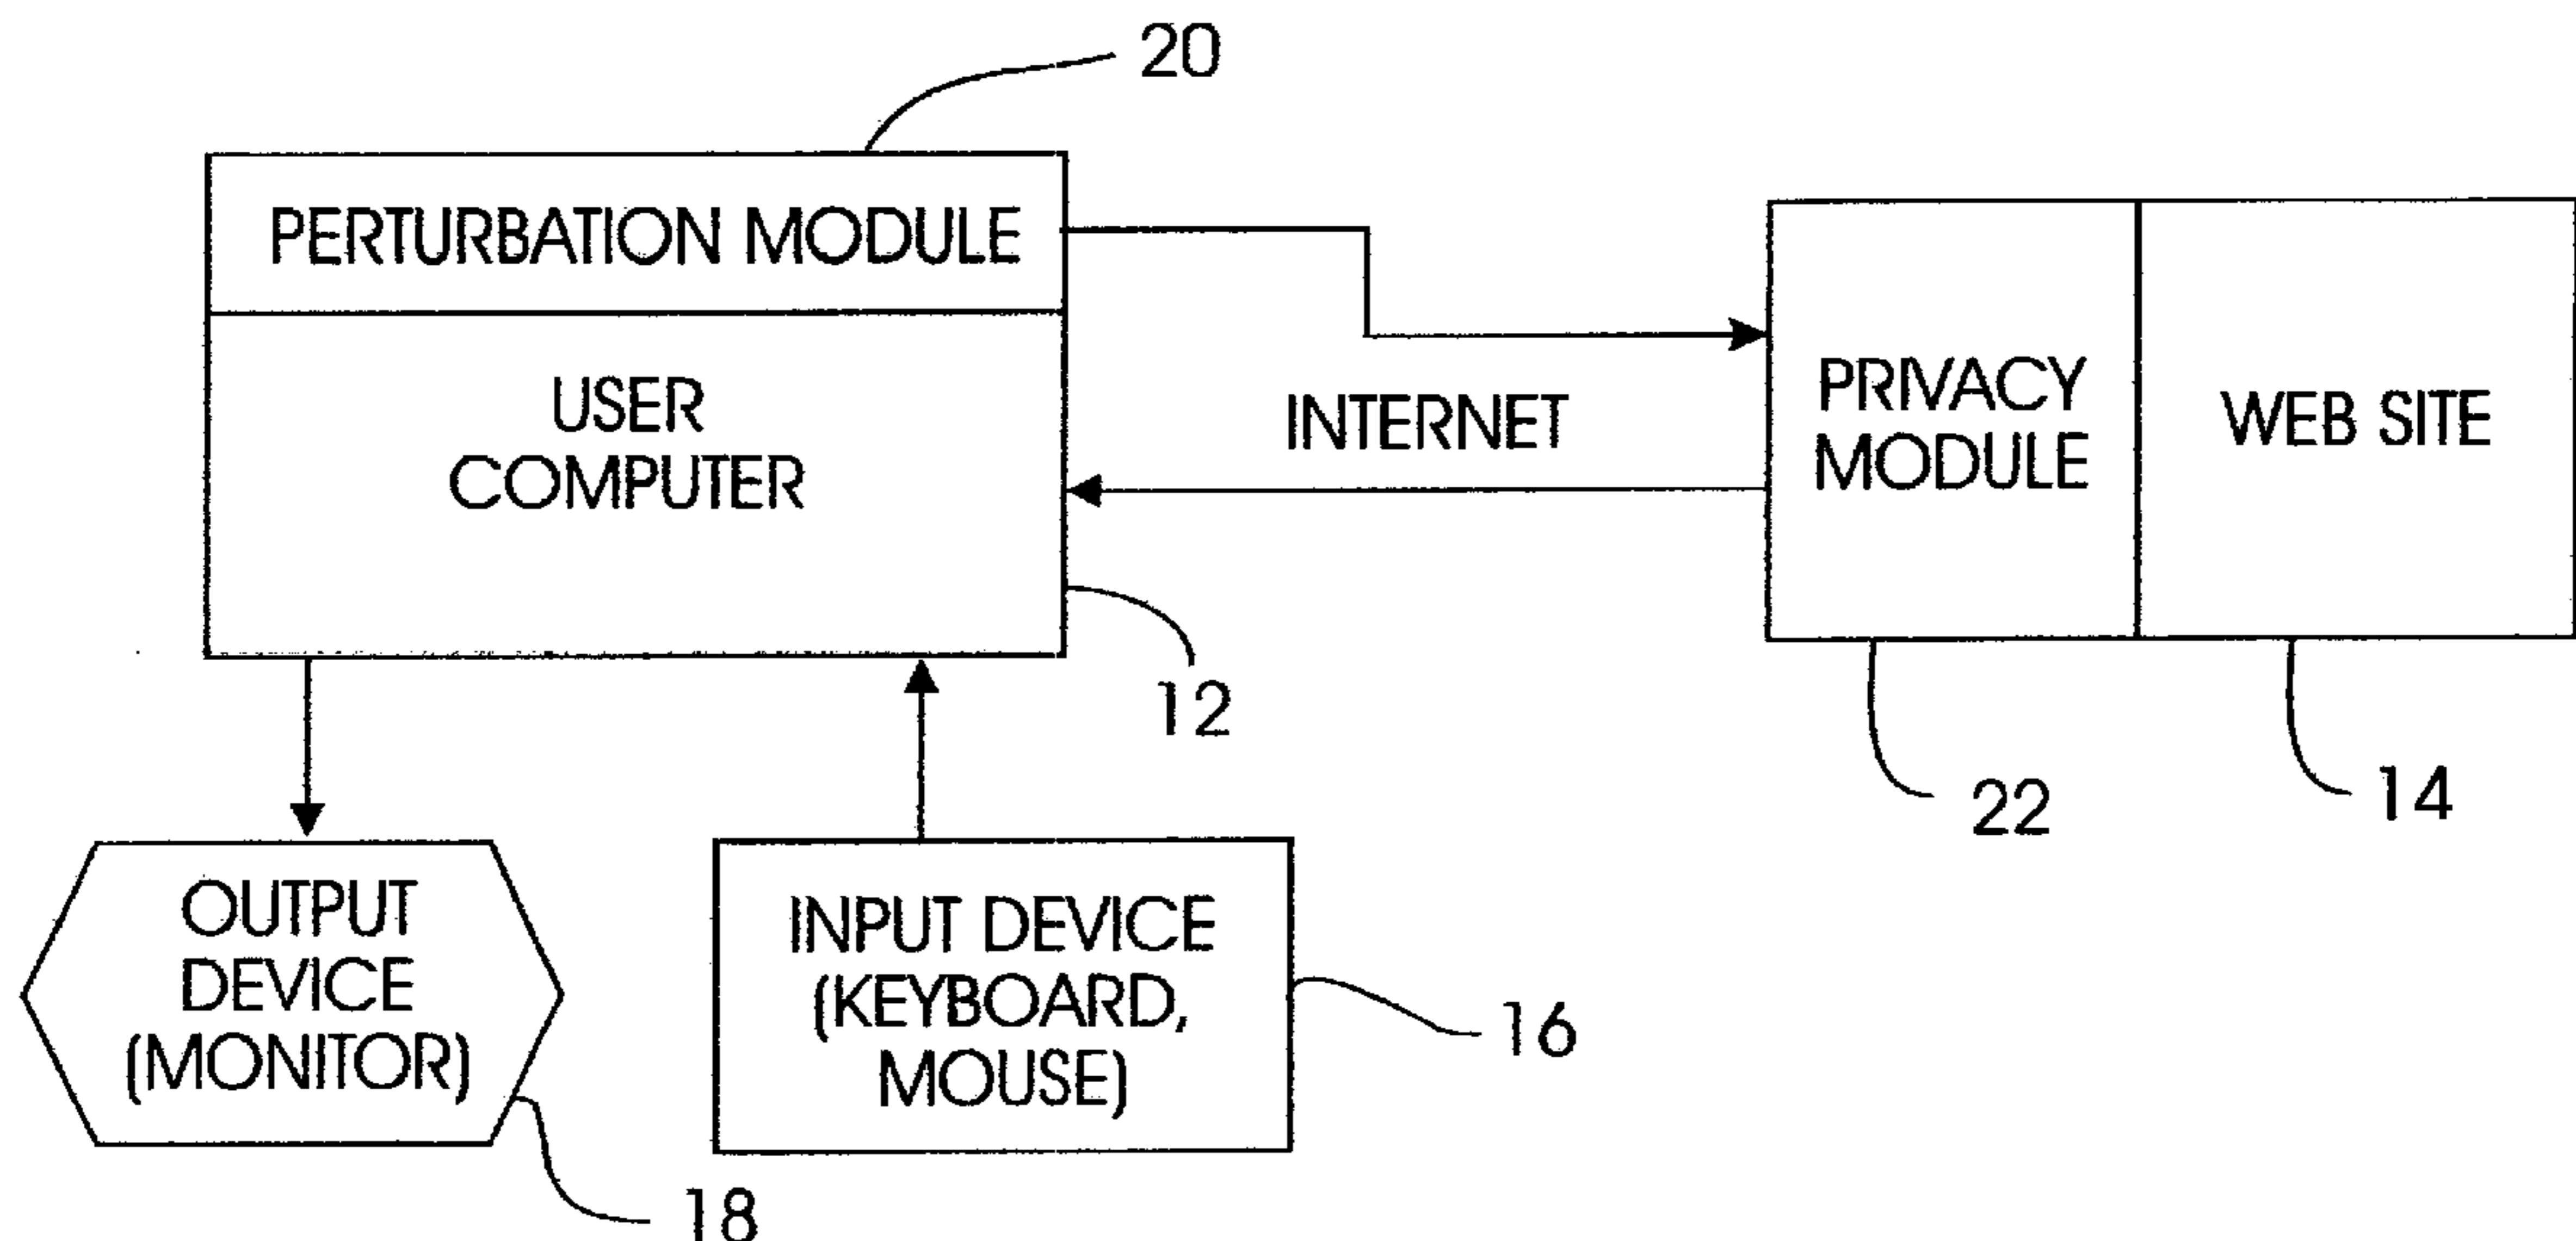 20
PERTURBATION MODULE
USER
COMPUTER
INTERNET
PRIVACY
MODULE
WEB SITE
12
22
14
OUTPUT
DEVICE
(MONITOR)
INPUT DEVICE
(KEYBOARD,
MOUSE)
16
18